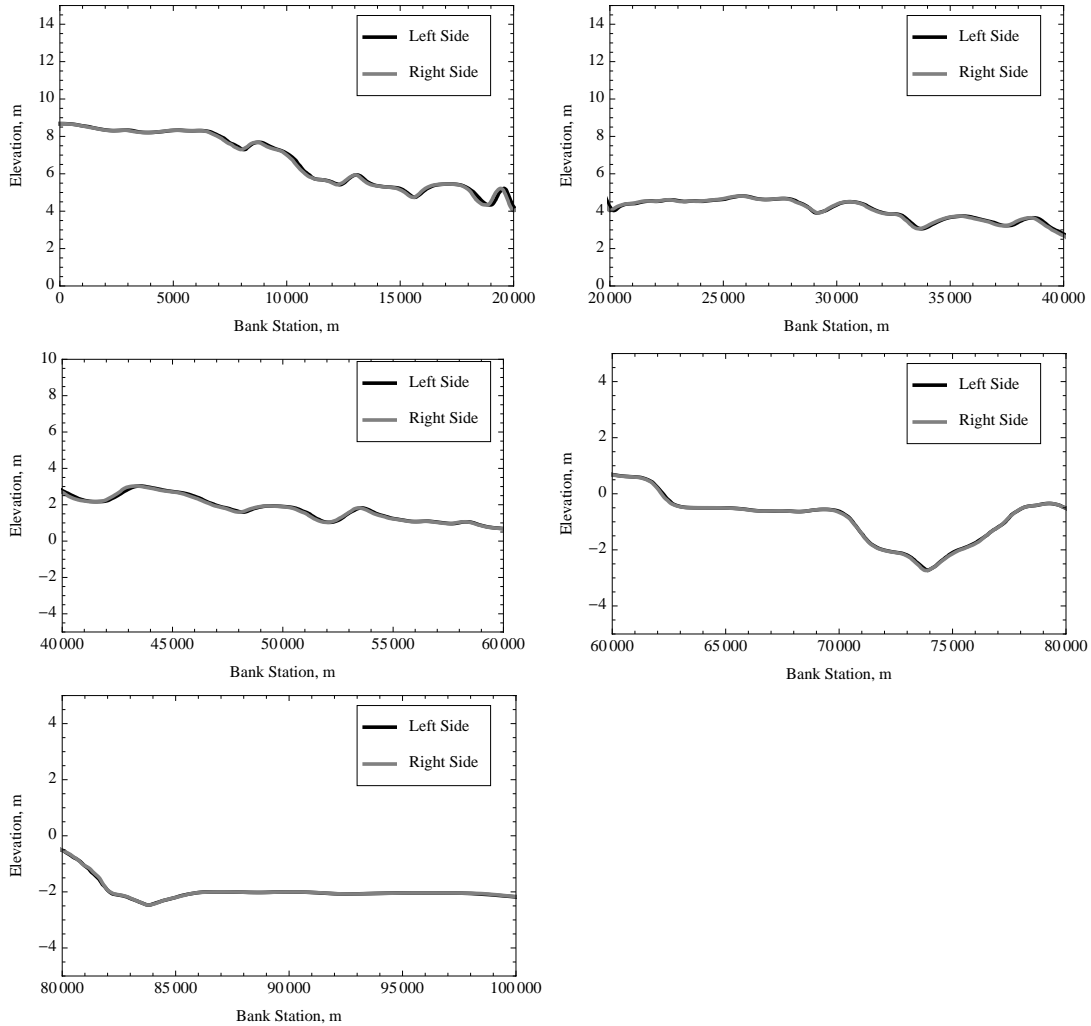 14
12
10
8
6
4
2
0
Elevation, m
Left Side
Right Side
0
5000
10 000
15 000
20 000
Bank Station, m
14
12
10
8
6
4
2
0
Elevation, m
Left Side
Right Side
20 000
25 000
30 000
35 000
40 000
Bank Station, m
10
8
6
4
2
0
−2
−4
Elevation, m
Left Side
Right Side
40 000
45 000
50 000
55 000
60 000
Bank Station, m
4
2
0
−2
−4
Elevation, m
Left Side
Right Side
60 000
65 000
70 000
75 000
80 000
Bank Station, m
4
2
0
−2
−4
Elevation, m
Left Side
Right Side
80 000
85 000
90 000
95 000
100 000
Bank Station, m